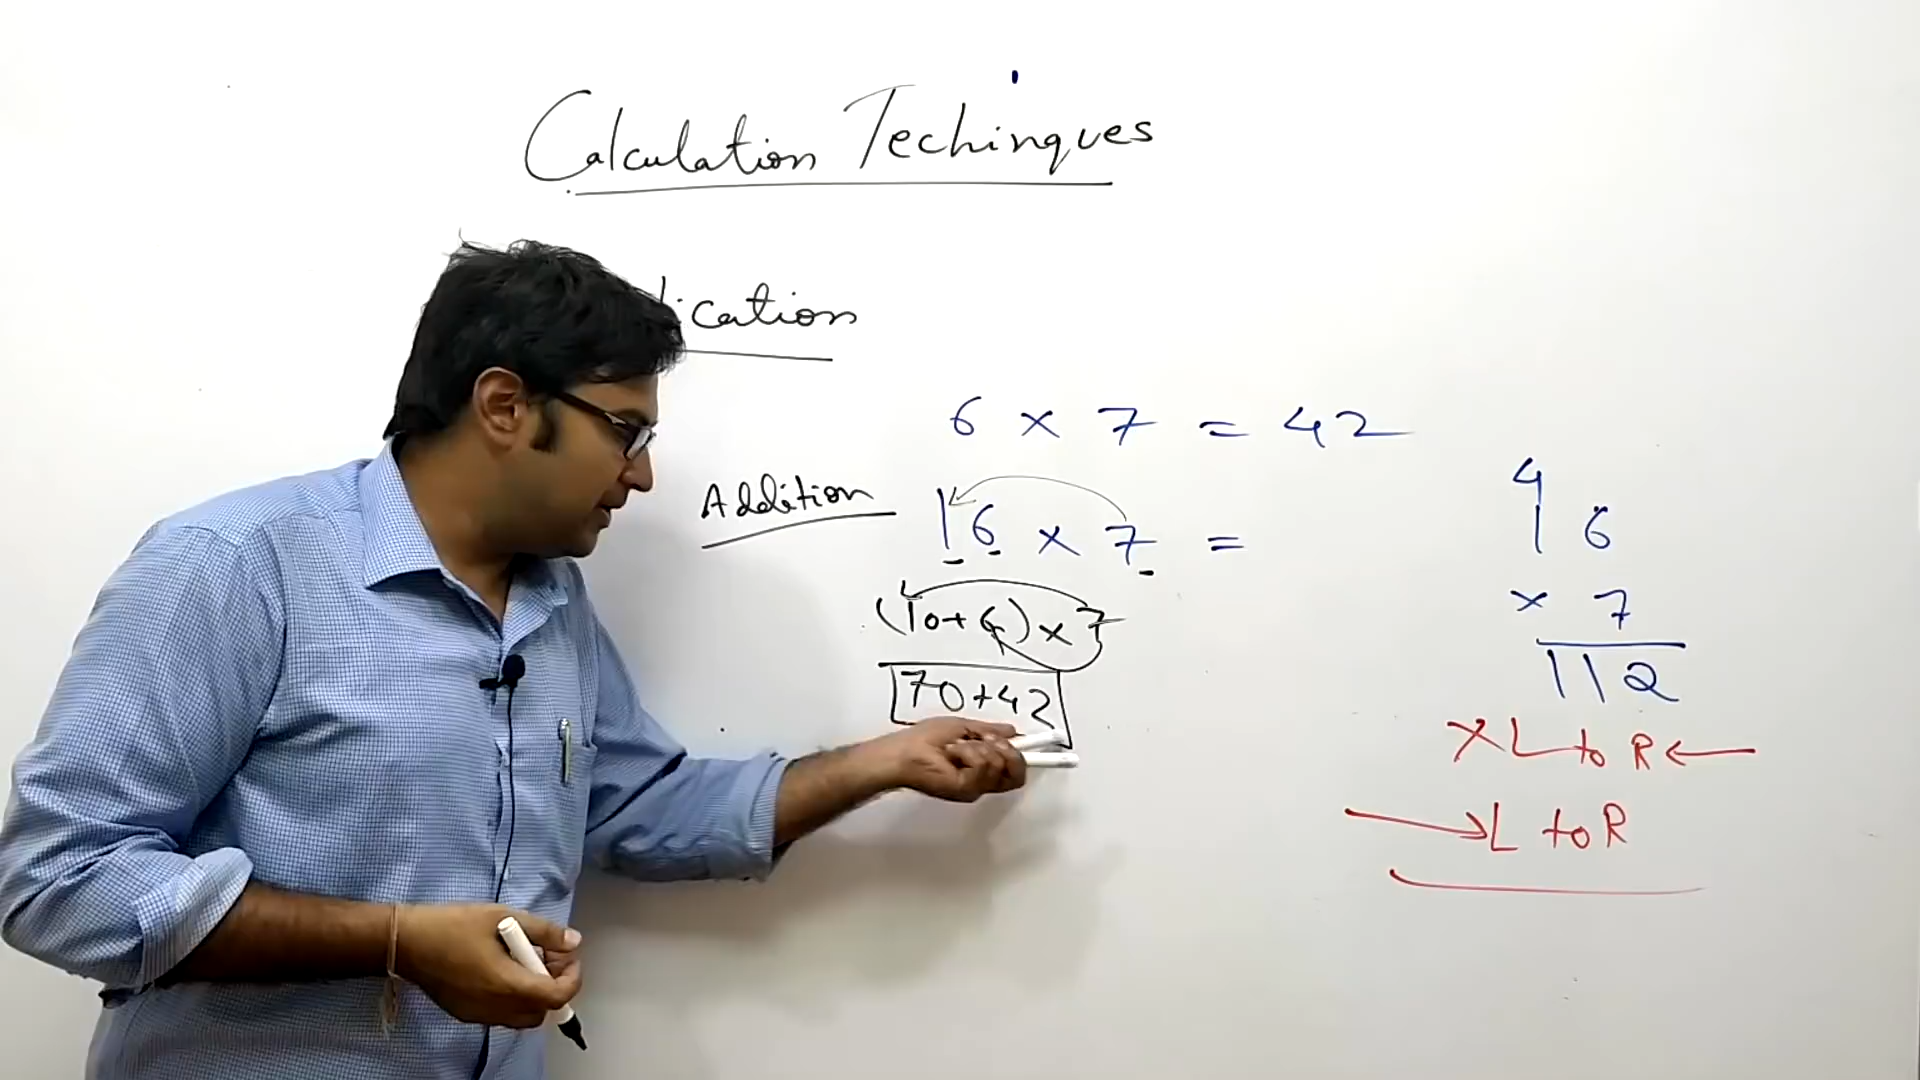 Calculation Techinques
ication
6 × 7 = 42
Addition
16 × 7 =
(10+6) × 7
70+42
4
16
× 7
112
× L to R ←
→ L to R